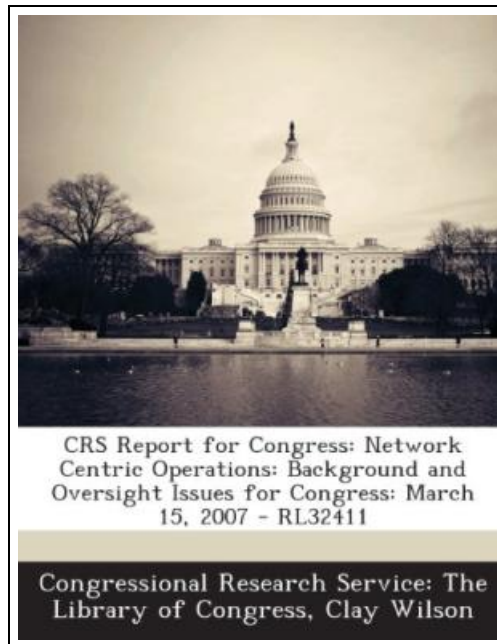 CRS Report for Congress: Network
Centric Operations: Background and
Oversight Issues for Congress: March
15, 2007 - RL32411
Congressional Research Service: The
Library of Congress, Clay Wilson